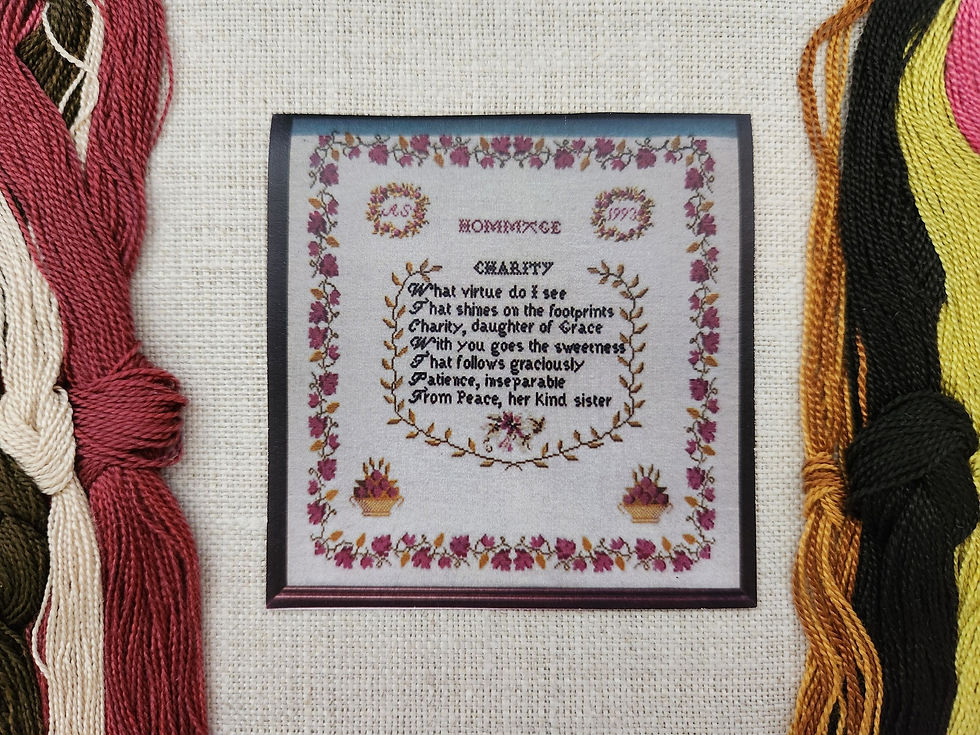 AS
1993
HOMMAGE
CHARITY
What virtue do I see
That shines on the footprints
Charity, daughter of Grace
With you goes the sweetness
That follows graciously
Patience, inseparable
From Peace, her Kind sister